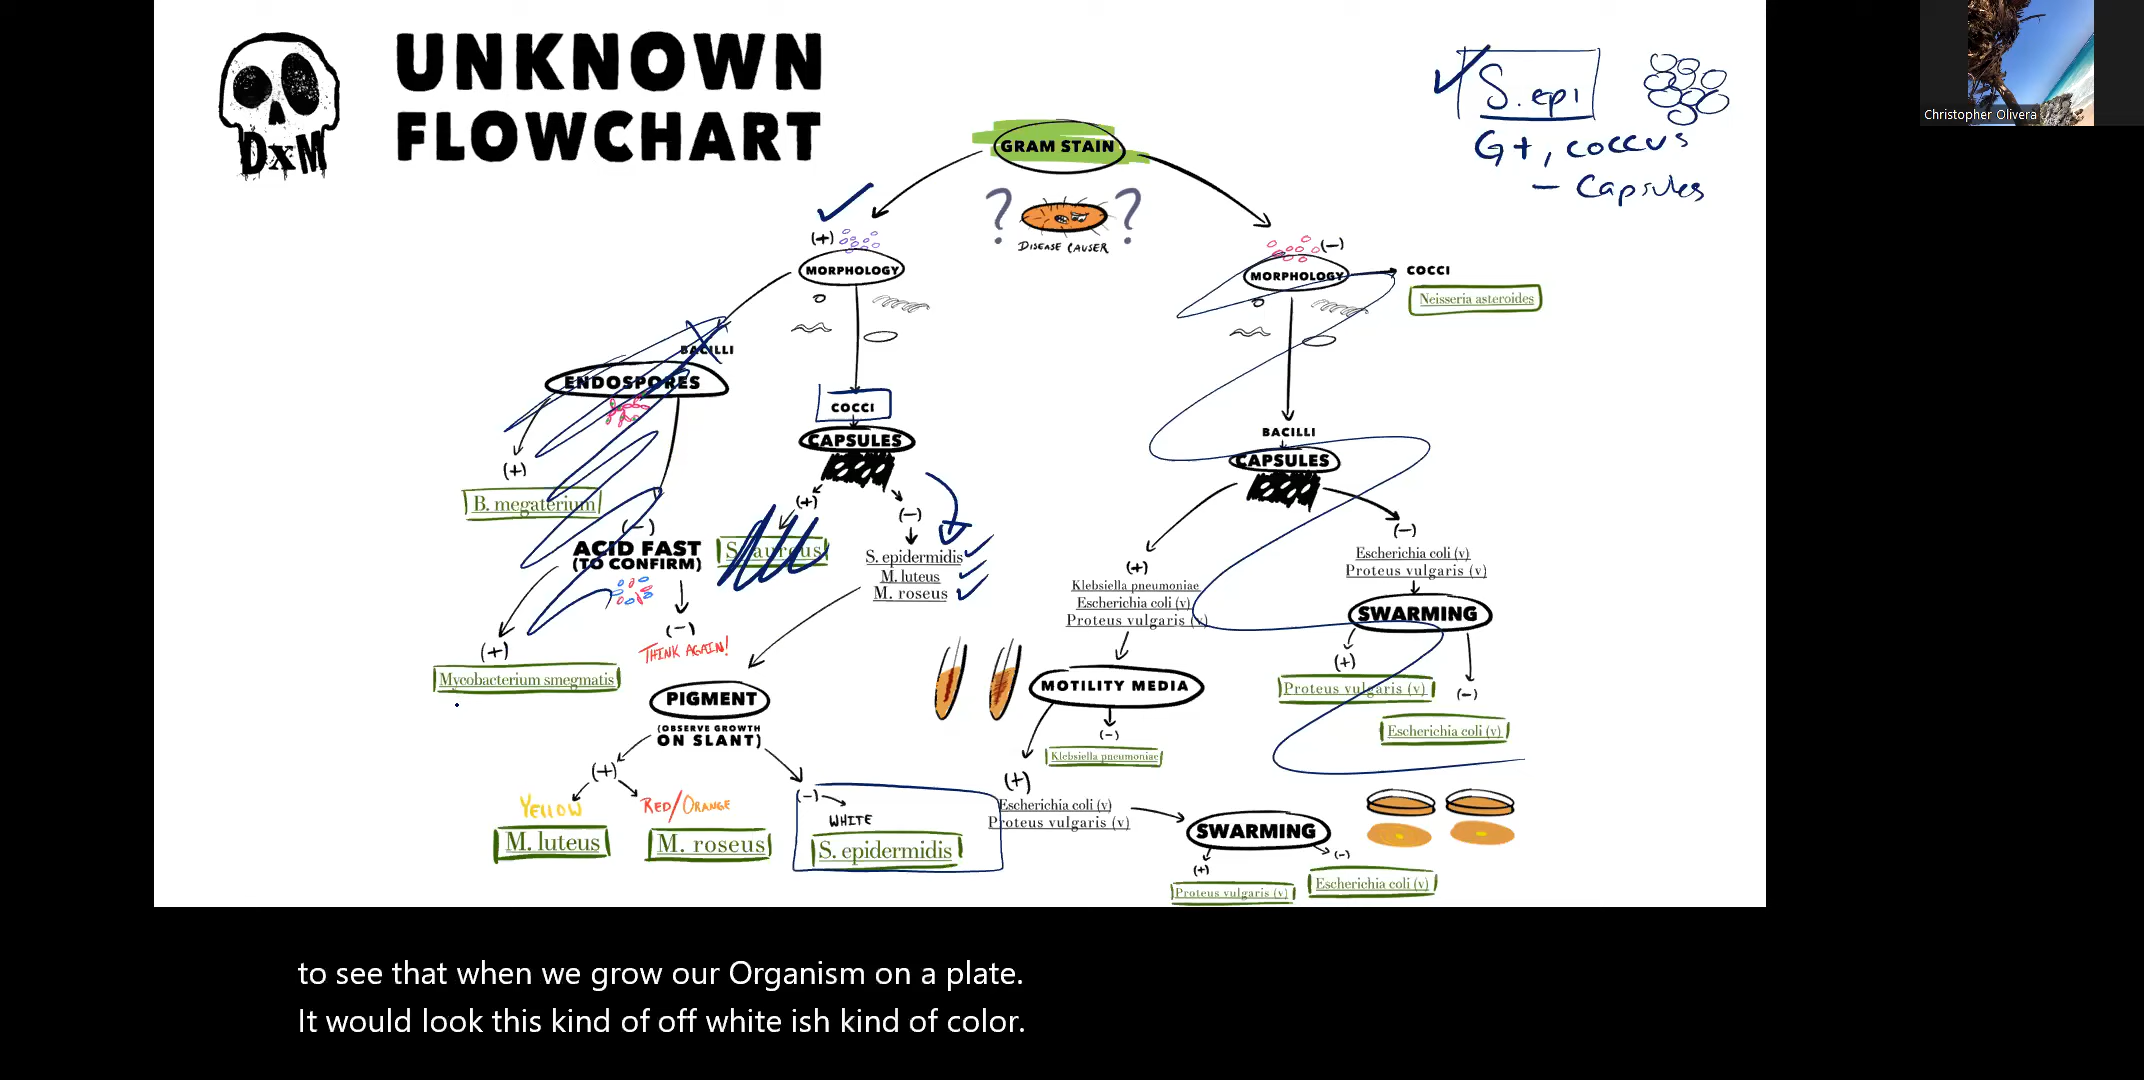 UNKNOWN
FLOWCHART
DxM
S. epi
G+, coccus
- Capsules
Christopher Olivera
GRAM STAIN
? ?
DISEASE CAUSER
(+)
MORPHOLOGY
(-)
MORPHOLOGY
COCCI
Neisseria asteroides
BACILLI
ENDOSPORES
(+)
B. megaterium
(-)
ACID FAST
(TO CONFIRM)
(+)
Mycobacterium smegmatis
(-)
THINK AGAIN!
COCCI
CAPSULES
(+)
S. aureus
(-)
S. epidermidis
M. luteus
M. roseus
PIGMENT
(OBSERVE GROWTH
ON SLANT)
(+)
YELLOW
M. luteus
RED/ORANGE
M. roseus
(-)
WHITE
S. epidermidis
BACILLI
CAPSULES
(+)
Klebsiella pneumoniae
Escherichia coli (v)
Proteus vulgaris (v)
MOTILITY MEDIA
(-)
Klebsiella pneumoniae
(+)
Escherichia coli (v)
Proteus vulgaris (v)
SWARMING
(+)
Proteus vulgaris (v)
(-)
Escherichia coli (v)
(-)
Escherichia coli (v)
Proteus vulgaris (v)
SWARMING
(+)
Proteus vulgaris (v)
(-)
Escherichia coli (v)
to see that when we grow our Organism on a plate.
It would look this kind of off white ish kind of color.